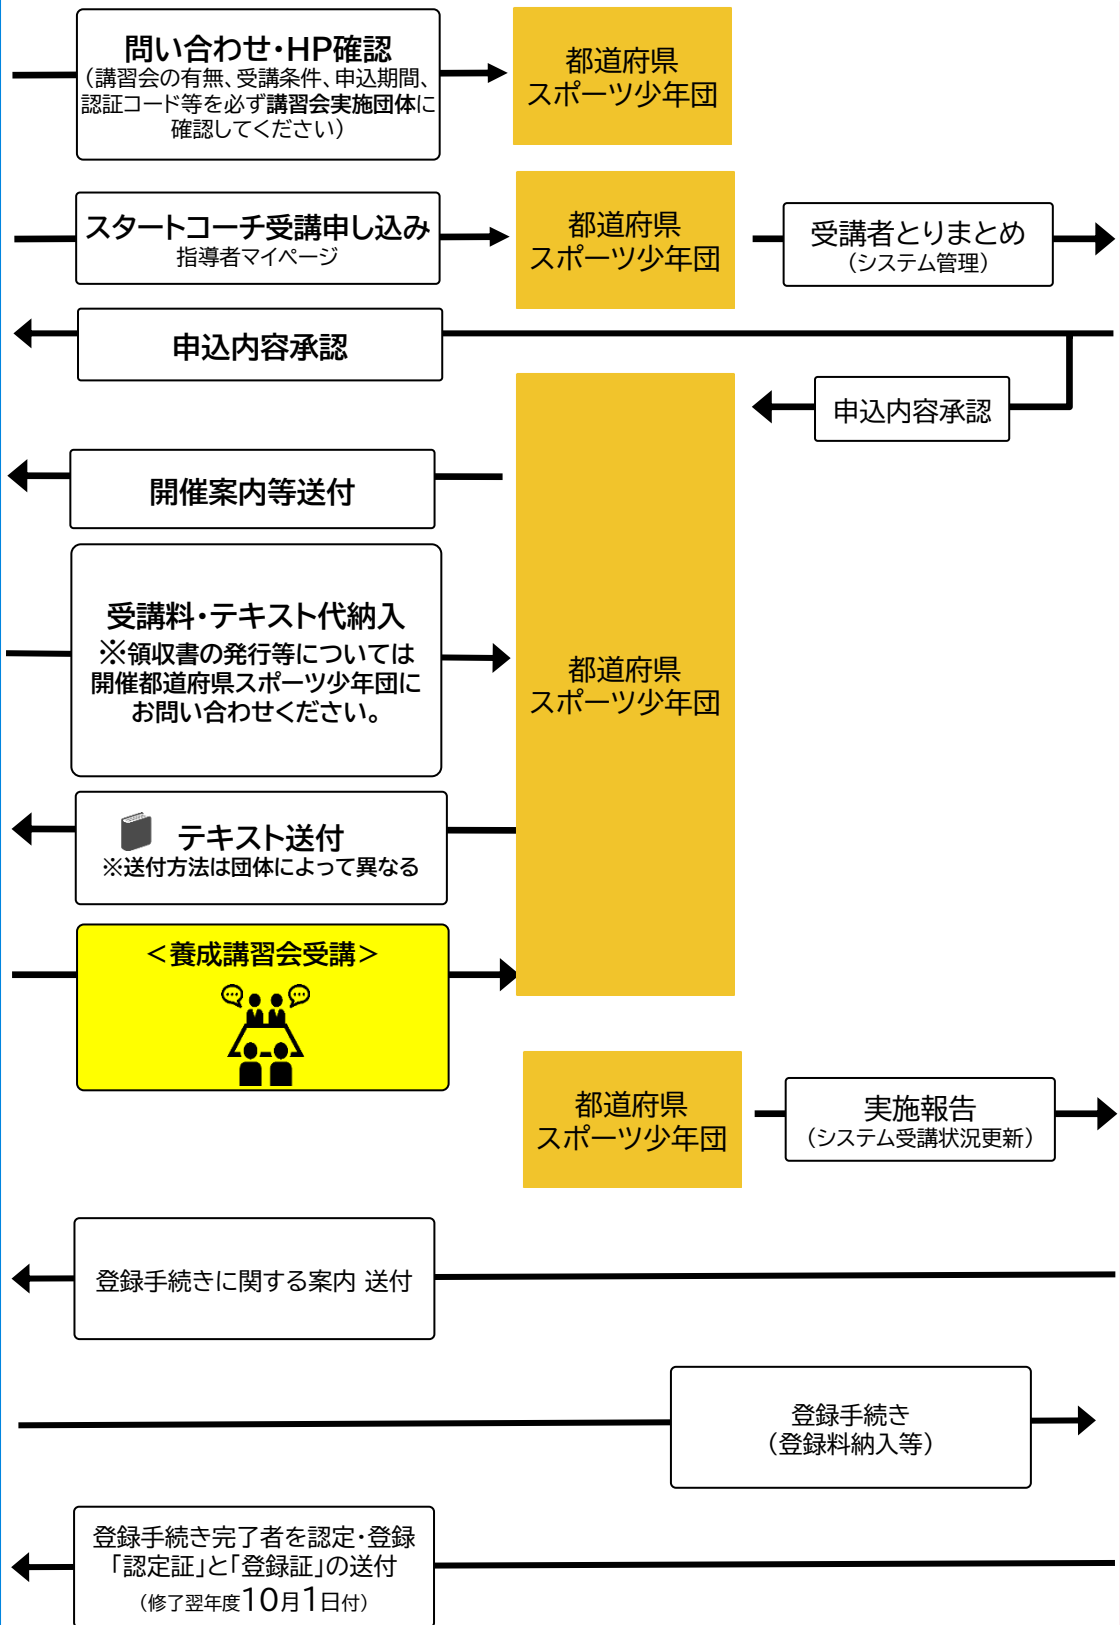 問い合わせ・HP確認
（講習会の有無、受講条件、申込期間、
認証コード等を必ず講習会実施団体に
確認してください）
都道府県
スポーツ少年団
スタートコーチ受講申し込み
指導者マイページ
都道府県
スポーツ少年団
受講者とりまとめ
（システム管理）
申込内容承認
申込内容承認
開催案内等送付
受講料・テキスト代納入
※領収書の発行等については
開催都道府県スポーツ少年団に
お問い合わせください。
都道府県
スポーツ少年団
テキスト送付
※送付方法は団体によって異なる
＜養成講習会受講＞
都道府県
スポーツ少年団
実施報告
（システム受講状況更新）
登録手続きに関する案内 送付
登録手続き
（登録料納入等）
登録手続き完了者を認定・登録
「認定証」と「登録証」の送付
（修了翌年度10月1日付）